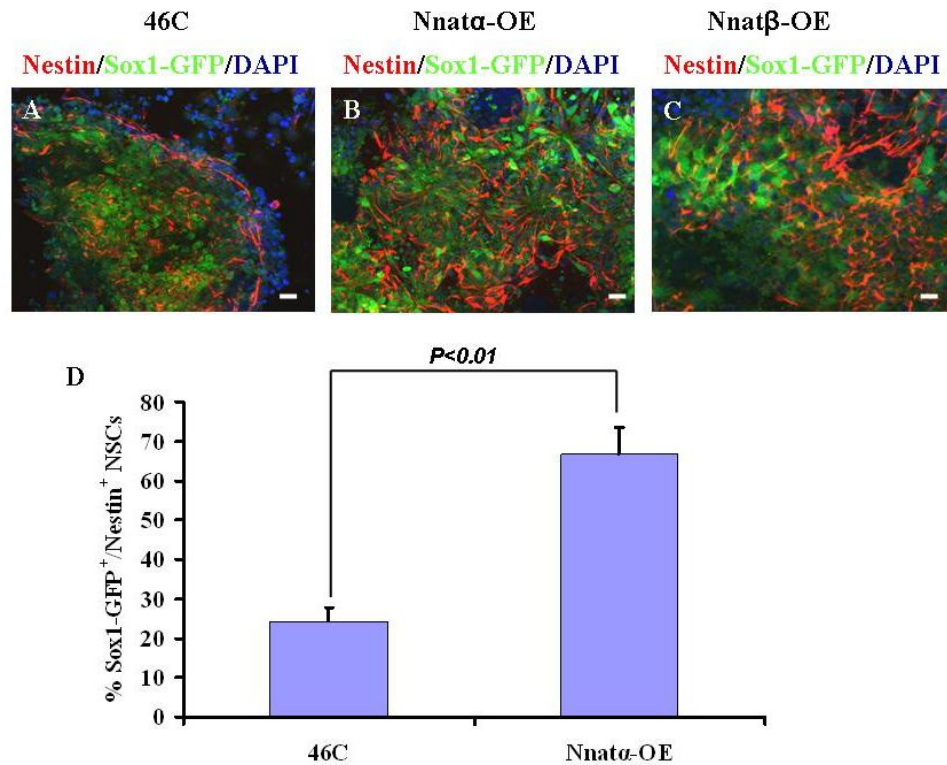 46C
Nnatα-OE
Nnatβ-OE
Nestin/Sox1-GFP/DAPI
Nestin/Sox1-GFP/DAPI
Nestin/Sox1-GFP/DAPI
A
B
C
D
P<0.01
% Sox1-GFP⁺/Nestin⁺ NSCs
80
70
60
50
40
30
20
10
0
46C
Nnatα-OE